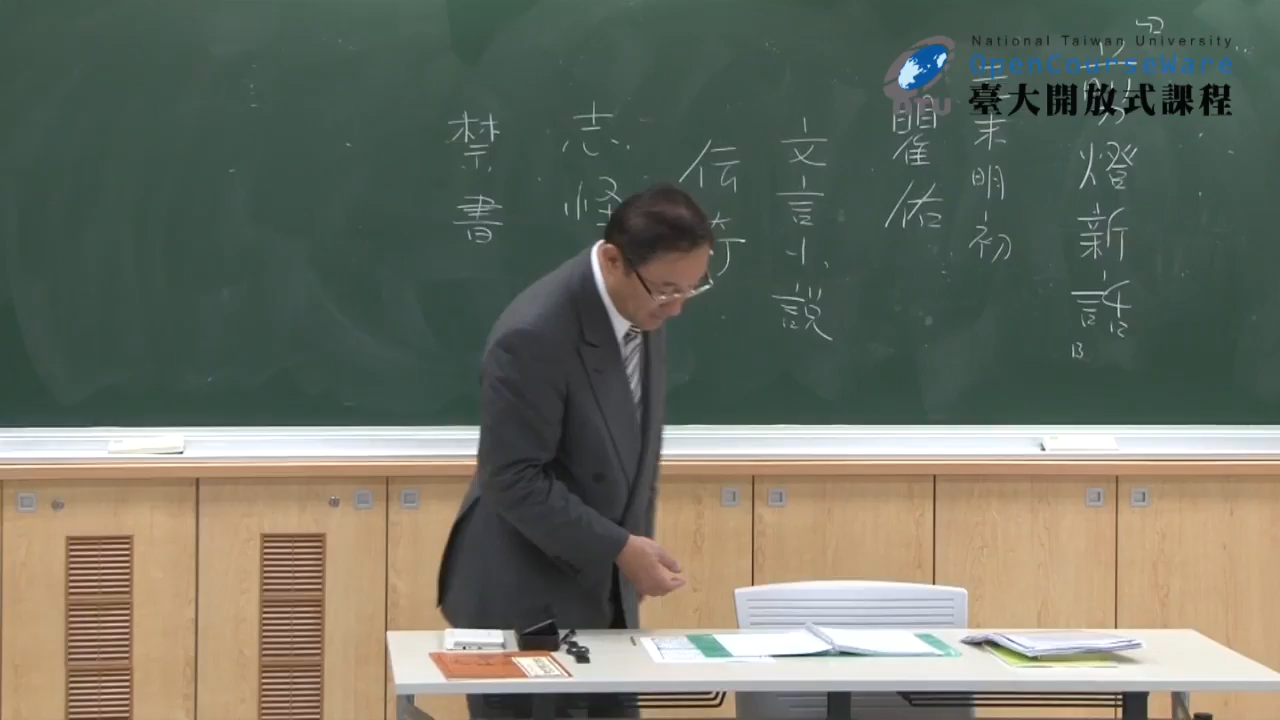 National Taiwan University
OpenCourseWare
臺大開放式課程
燈新話
末明初
瞿佑
文言小説
伝奇
志怪
禁書